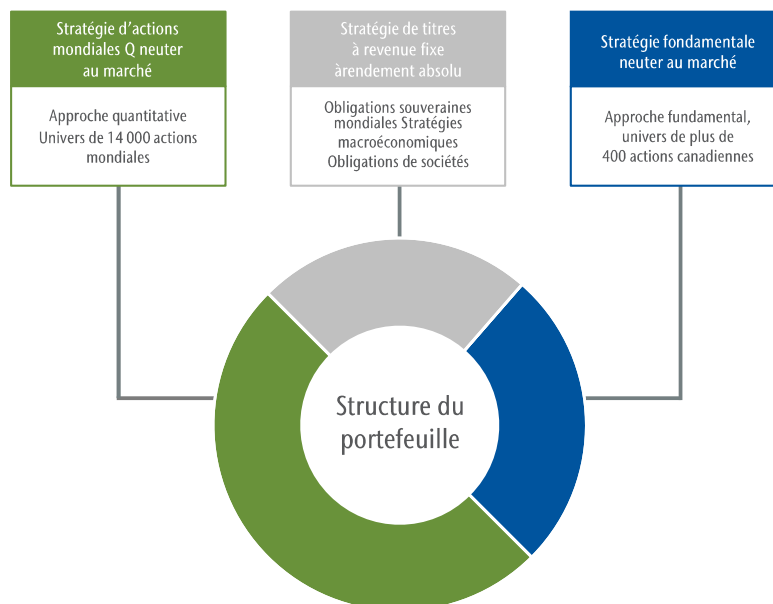 Stratégie d'actions
mondiales Q neuter
au marché
Approche quantitative
Univers de 14 000 actions
mondiales
Stratégie de titres
à revenue fixe
àrendement absolu
Obligations souveraines
mondiales Stratégies
macroéconomiques
Obligations de sociétés
Stratégie fondamentale
neuter au marché
Approche fundamental,
univers de plus de
400 actions canadiennes
Structure du
portefeuille